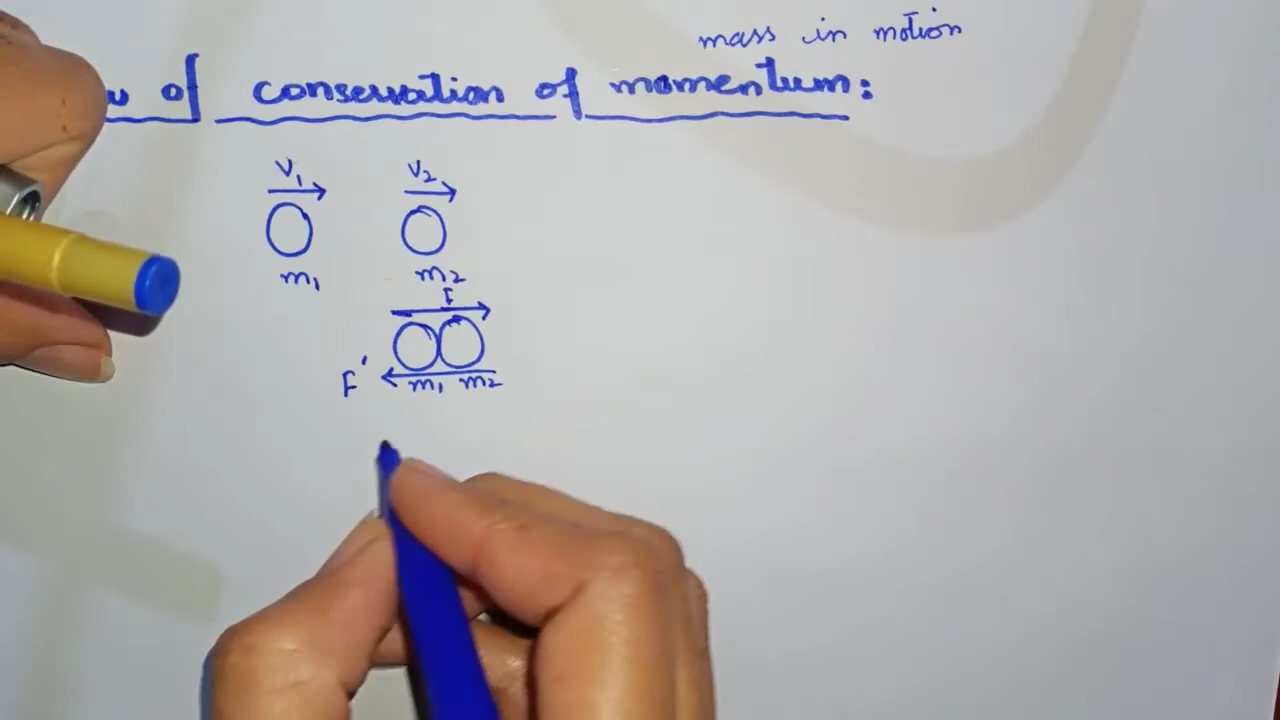 mass in motion
of conservation of momentum:
V1 V2
m1 m2
F
F'
m1 m2